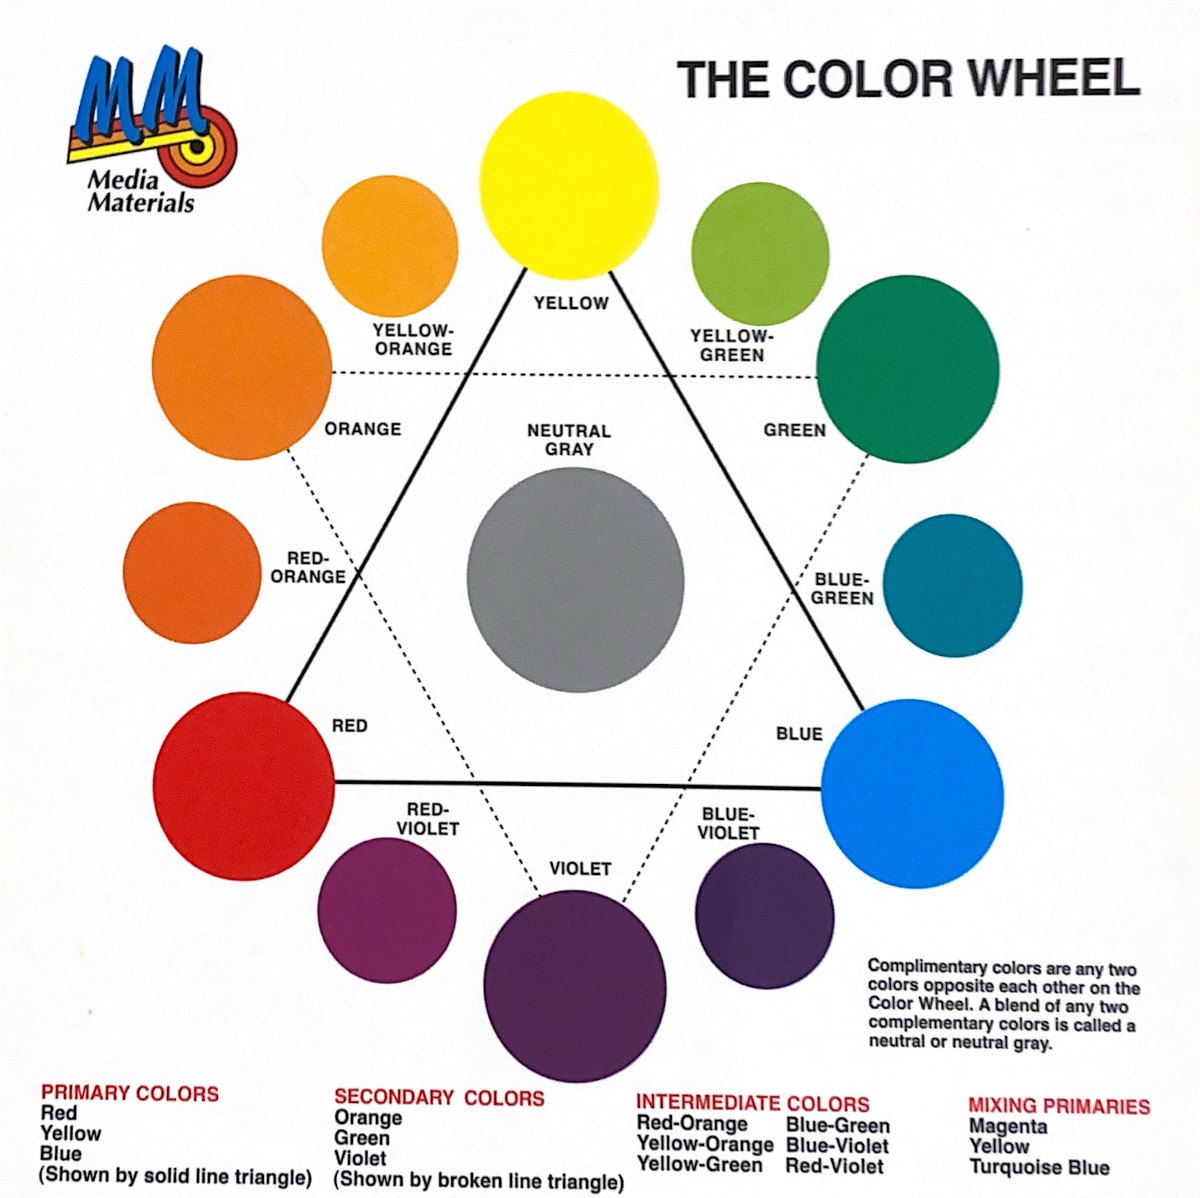 MM
Media
Materials
THE COLOR WHEEL
YELLOW
YELLOW-
ORANGE
YELLOW-
GREEN
ORANGE
NEUTRAL
GRAY
GREEN
RED-
ORANGE
BLUE-
GREEN
RED
BLUE
RED-
VIOLET
BLUE-
VIOLET
VIOLET
Complimentary colors are any two
colors opposite each other on the
Color Wheel. A blend of any two
complementary colors is called a
neutral or neutral gray.
PRIMARY COLORS
Red
Yellow
Blue
(Shown by solid line triangle)
SECONDARY COLORS
Orange
Green
Violet
(Shown by broken line triangle)
INTERMEDIATE COLORS
Red-Orange Blue-Green
Yellow-Orange Blue-Violet
Yellow-Green Red-Violet
MIXING PRIMARIES
Magenta
Yellow
Turquoise Blue